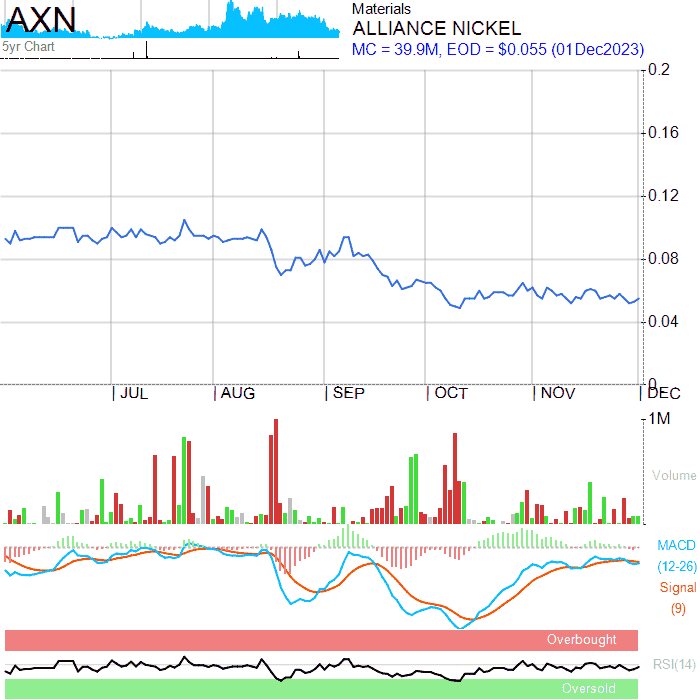 AXN
5yr Chart
Materials
ALLIANCE NICKEL
MC = 39.9M, EOD = $0.055 (01Dec2023)
0.2
0.16
0.12
0.08
0.04
0
JUL AUG SEP OCT NOV DEC
1M
Volume
MACD
(12-26)
Signal
(9)
Overbought
RSI(14)
Oversold